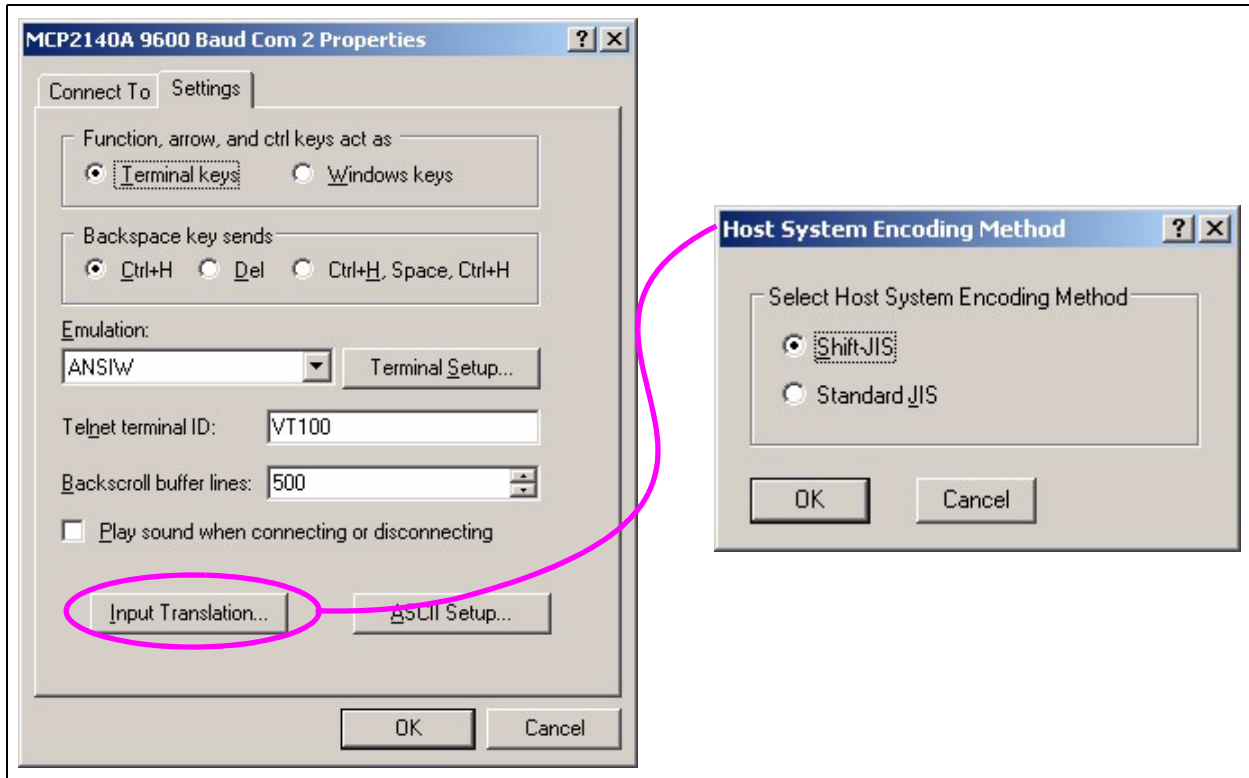 MCP2140A 9600 Baud Com 2 Properties
Connect To Settings
Function, arrow, and ctrl keys act as
Terminal keys Windows keys
Backspace key sends
Ctrl+H Del Ctrl+H, Space, Ctrl+H
Emulation:
ANSIW Terminal Setup...
Telnet terminal ID: VT100
Backscroll buffer lines: 500
Play sound when connecting or disconnecting
Input Translation... ASCII Setup...
OK Cancel
Host System Encoding Method
Select Host System Encoding Method
Shift-JIS
Standard JIS
OK Cancel